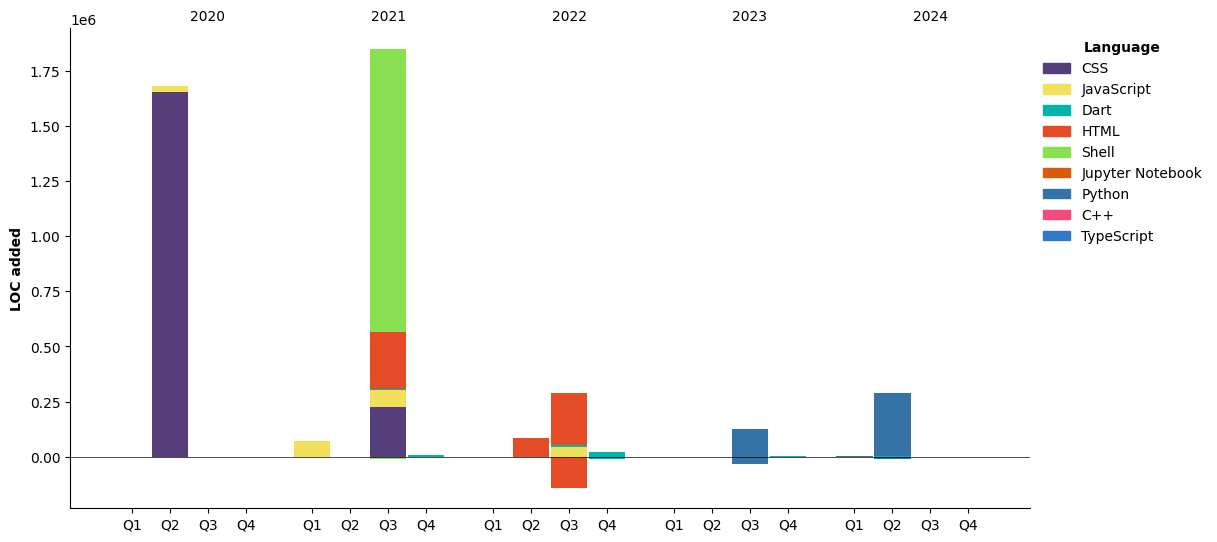 1e6
2020 2021 2022 2023 2024
Language
CSS
JavaScript
Dart
HTML
Shell
Jupyter Notebook
Python
C++
TypeScript
LOC added
1.75
1.50
1.25
1.00
0.75
0.50
0.25
0.00
Q1 Q2 Q3 Q4 Q1 Q2 Q3 Q4 Q1 Q2 Q3 Q4 Q1 Q2 Q3 Q4 Q1 Q2 Q3 Q4